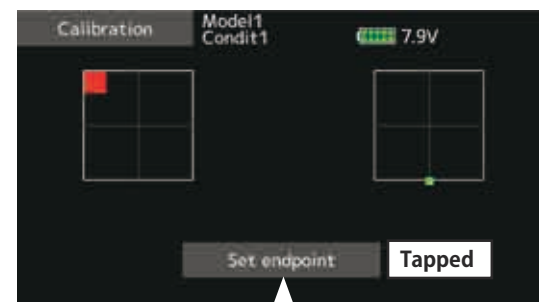 Calibration
Model1
Condit1
7.9V
Set endpoint
Tapped